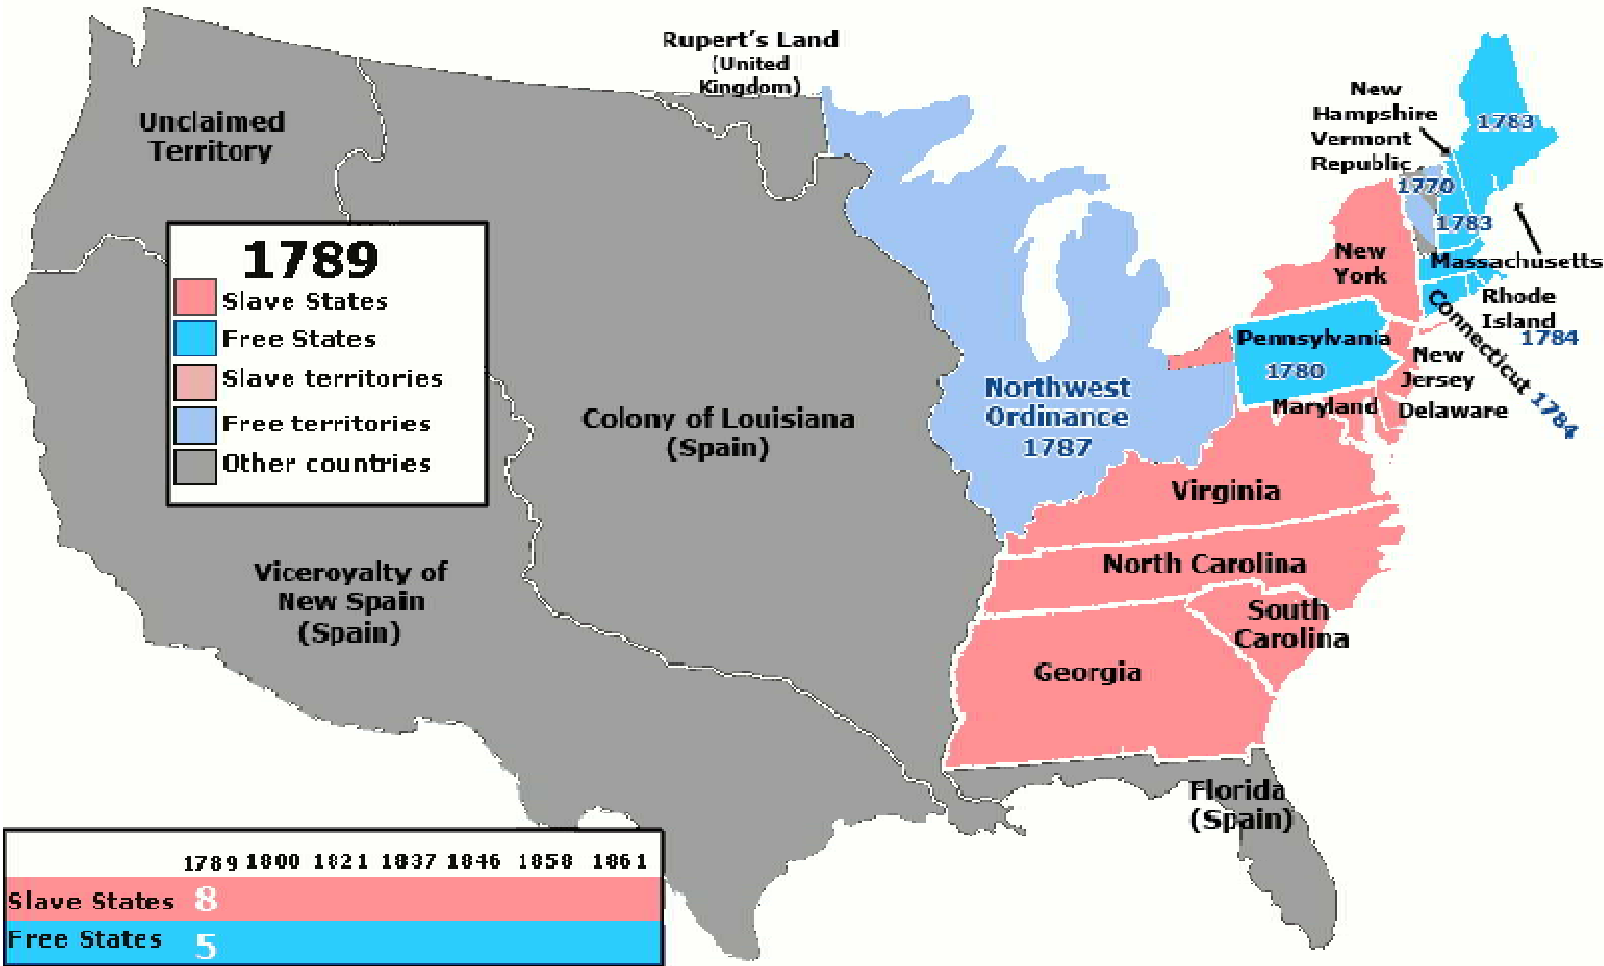 Rupert's Land
(United
Kingdom)
Unclaimed
Territory
New
Hampshire
Vermont
Republic
1783
1770
1783
1789
Slave States
Free States
Slave territories
Free territories
Other countries
New
York
Massachusetts
Rhode
Island
1784
Connecticut 1784
Pennsylvania
1780
New
Jersey
Maryland
Delaware
Northwest
Ordinance
1787
Colony of Louisiana
(Spain)
Virginia
North Carolina
South
Carolina
Georgia
Viceroyalty of
New Spain
(Spain)
Florida
(Spain)
1789 1800 1821 1837 1846 1858 1861
Slave States 8
Free States 5